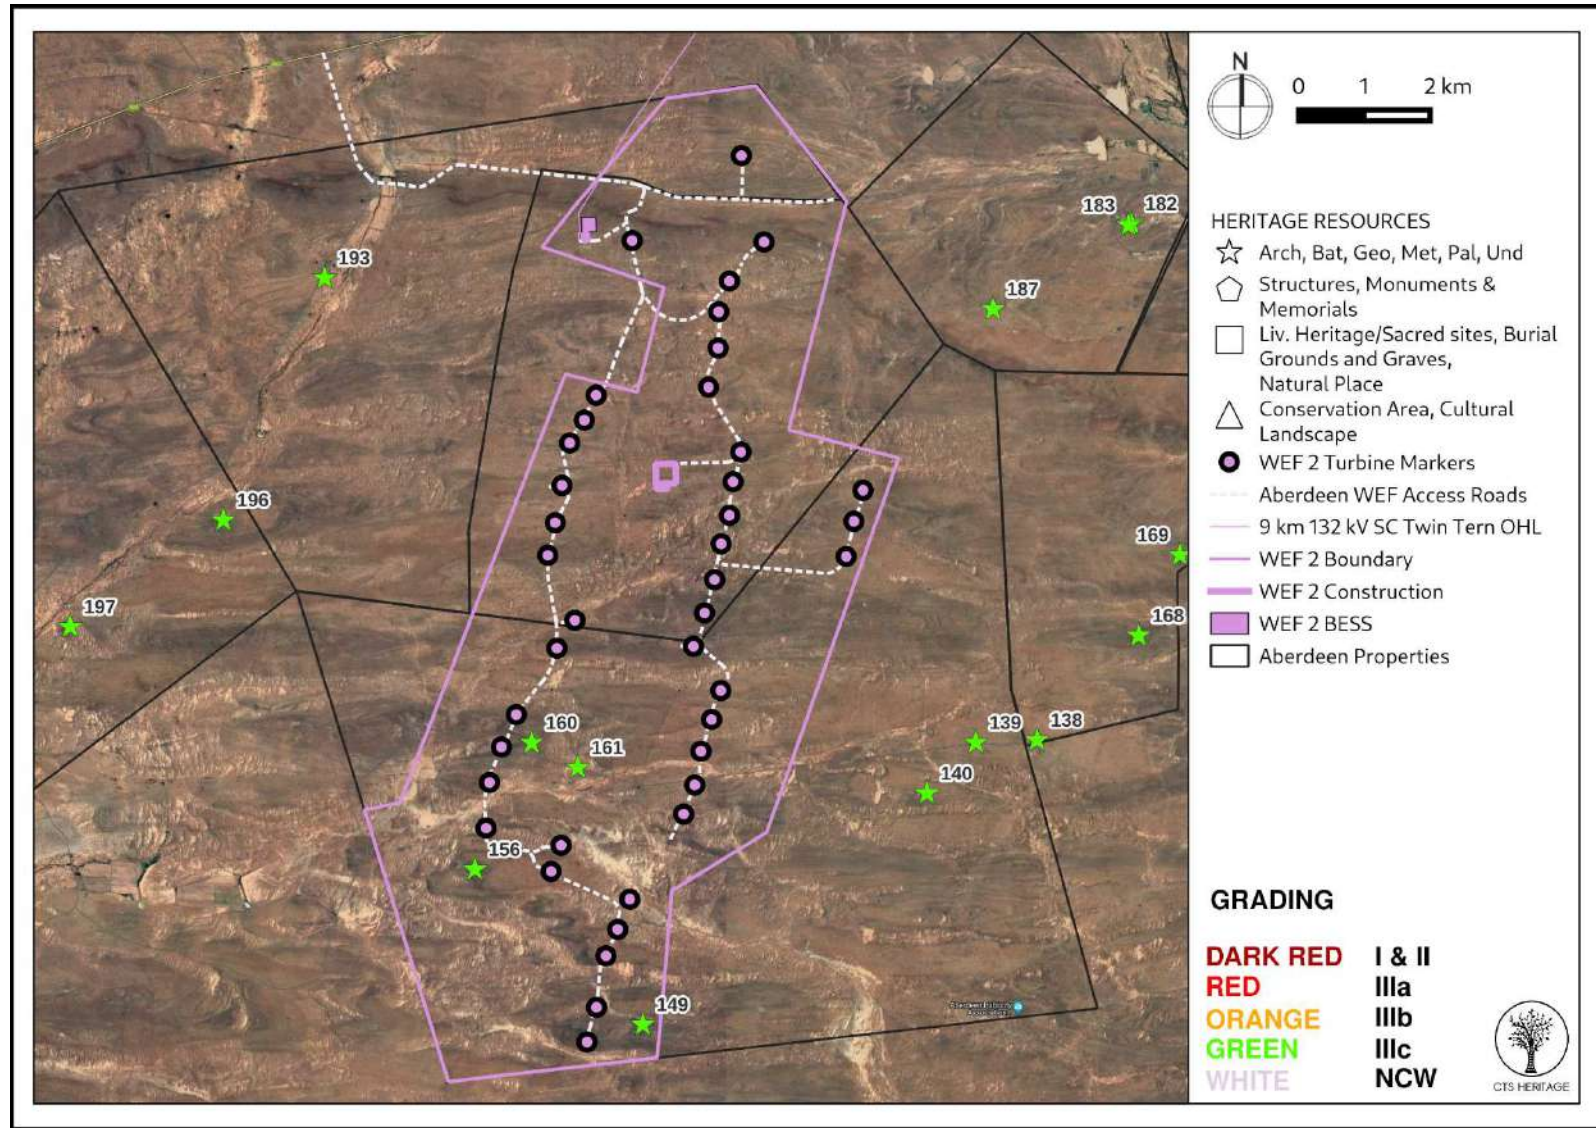 N
0 1 2 km
HERITAGE RESOURCES
Arch, Bat, Geo, Met, Pal, Und
Structures, Monuments &
Memorials
Liv. Heritage/Sacred sites, Burial
Grounds and Graves,
Natural Place
Conservation Area, Cultural
Landscape
WEF 2 Turbine Markers
Aberdeen WEF Access Roads
9 km 132 kV SC Twin Tern OHL
WEF 2 Boundary
WEF 2 Construction
WEF 2 BESS
Aberdeen Properties
GRADING
DARK RED I & II
RED IIIa
ORANGE IIIb
GREEN IIIc
WHITE NCW
CTS HERITAGE
183 182
193
187
196
169
197
168
160
139 138
161
140
156
149